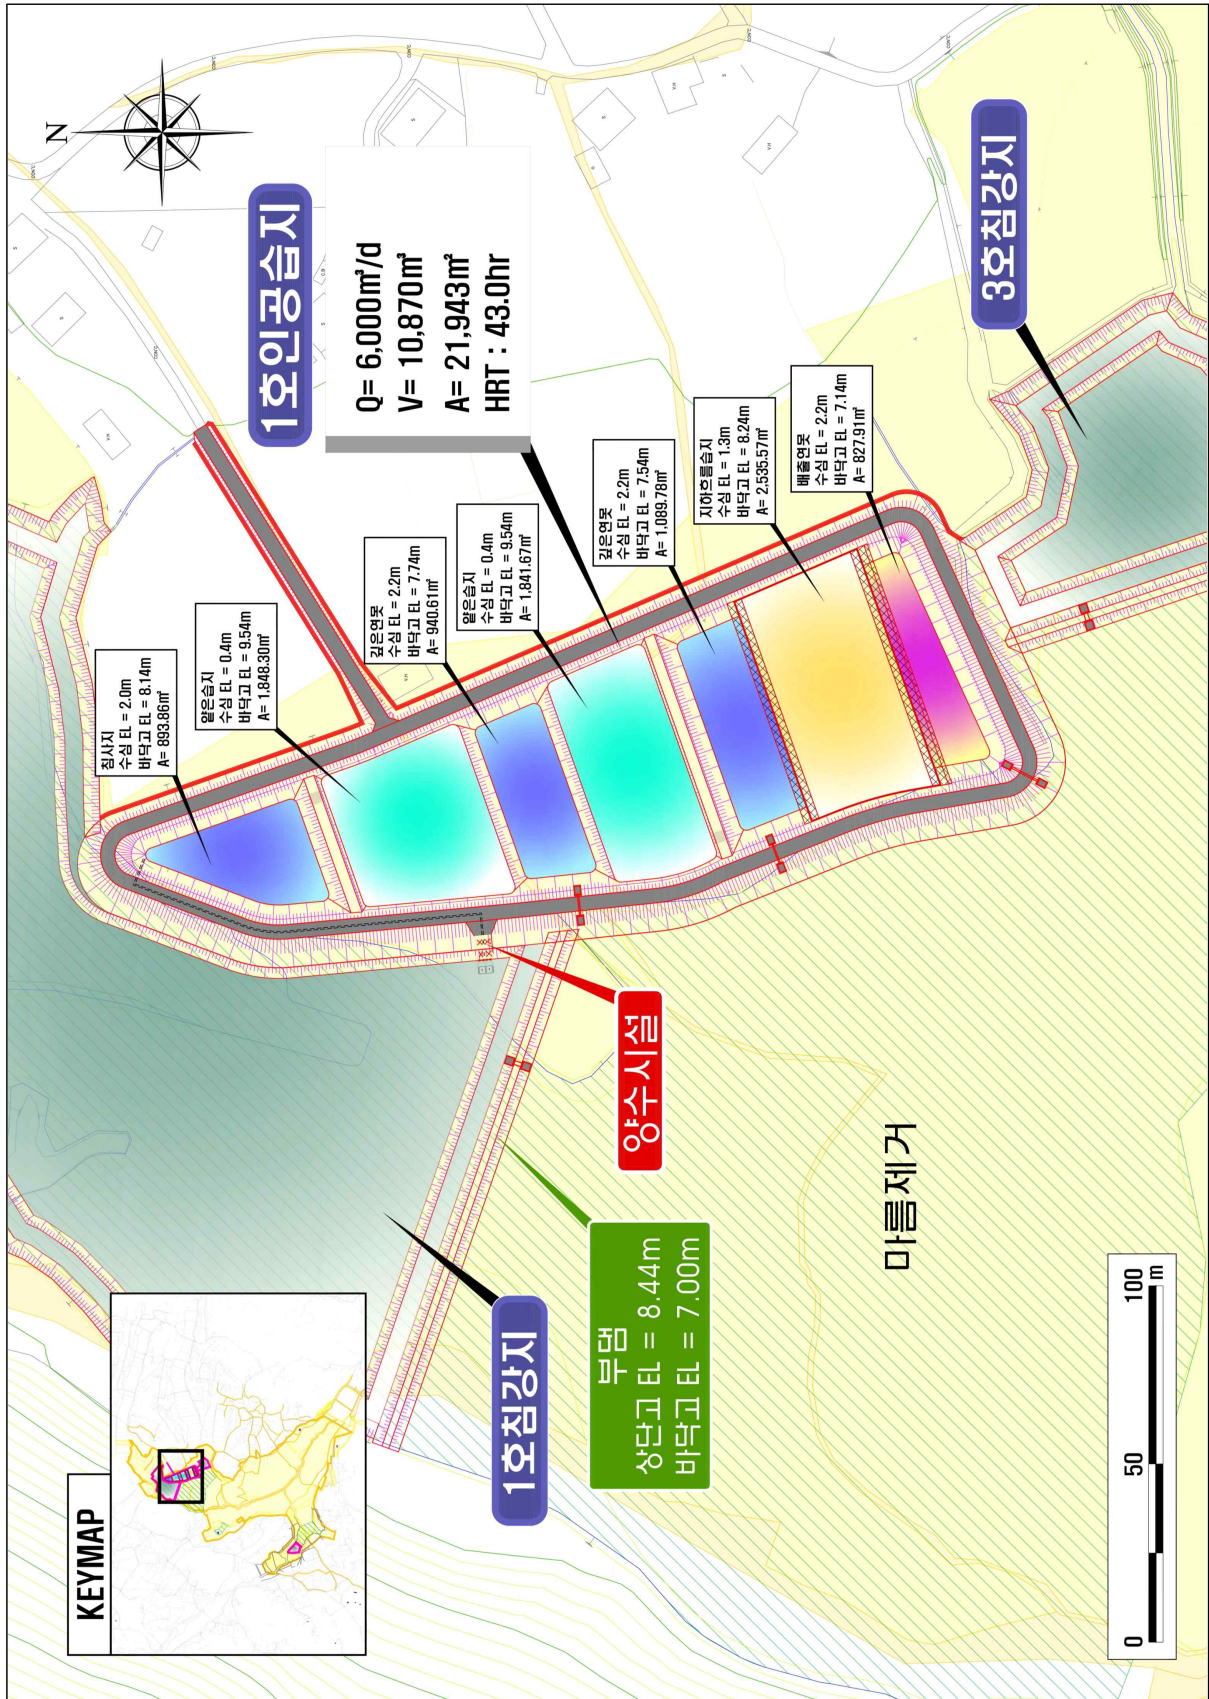 KEYMAP
N
1호인공습지
Q= 6,000㎥/d
V= 10,870㎥
A= 21,943㎡
HRT : 43.0hr
3호침강지
침사지
수심 EL = 2.0m
바닥고 EL = 8.14m
A= 893.86㎡
얕은습지
수심 EL = 0.4m
바닥고 EL = 9.54m
A= 1,848.30㎡
깊은연못
수심 EL = 2.2m
바닥고 EL = 7.74m
A= 940.61㎡
얕은습지
수심 EL = 0.4m
바닥고 EL = 9.54m
A= 1,841.67㎡
깊은연못
수심 EL = 2.2m
바닥고 EL = 7.54m
A= 1,089.78㎡
지하흐름습지
수심 EL = 1.3m
바닥고 EL = 8.24m
A= 2,535.57㎡
배출연못
수심 EL = 2.2m
바닥고 EL = 7.14m
A= 827.91㎡
양수시설
1호침강지
부댐
상단고 EL = 8.44m
바닥고 EL = 7.00m
마름제거
0 50 100
m